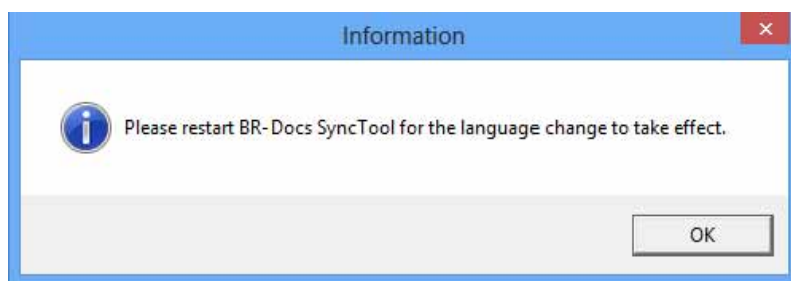 Information
Please restart BR-Docs SyncTool for the language change to take effect.
OK